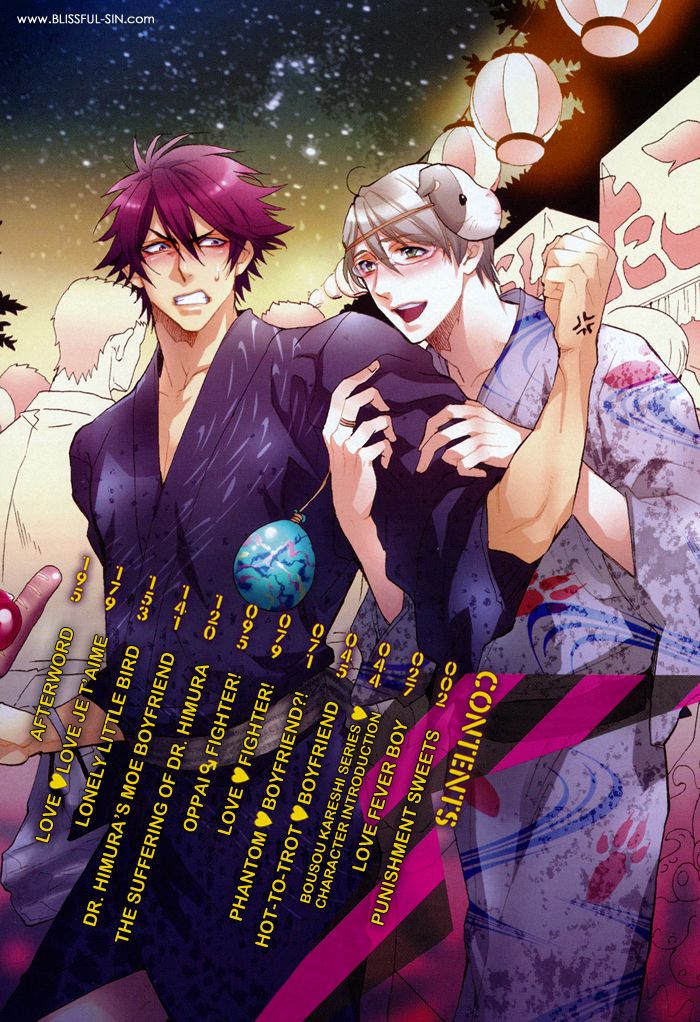 www.BLISSFUL-SIN.com
CONTENTS
002 PUNISHMENT SWEETS
027 LOVE FEVER BOY
044 BOUSOU KARESHI SERIES ♥
CHARACTER INTRODUCTION
045 HOT-TO-TROT ♥ BOYFRIEND
071 PHANTOM ♥ BOYFRIEND?!
079 LOVE ♥ FIGHTER!
095 OPPAI ♂ FIGHTER!
120 THE SUFFERING OF DR. HIMURA
141 DR. HIMURA'S MOE BOYFRIEND
153 LONELY LITTLE BIRD
179 LOVE ♥ LOVE JE T'AIME
195 AFTERWORD